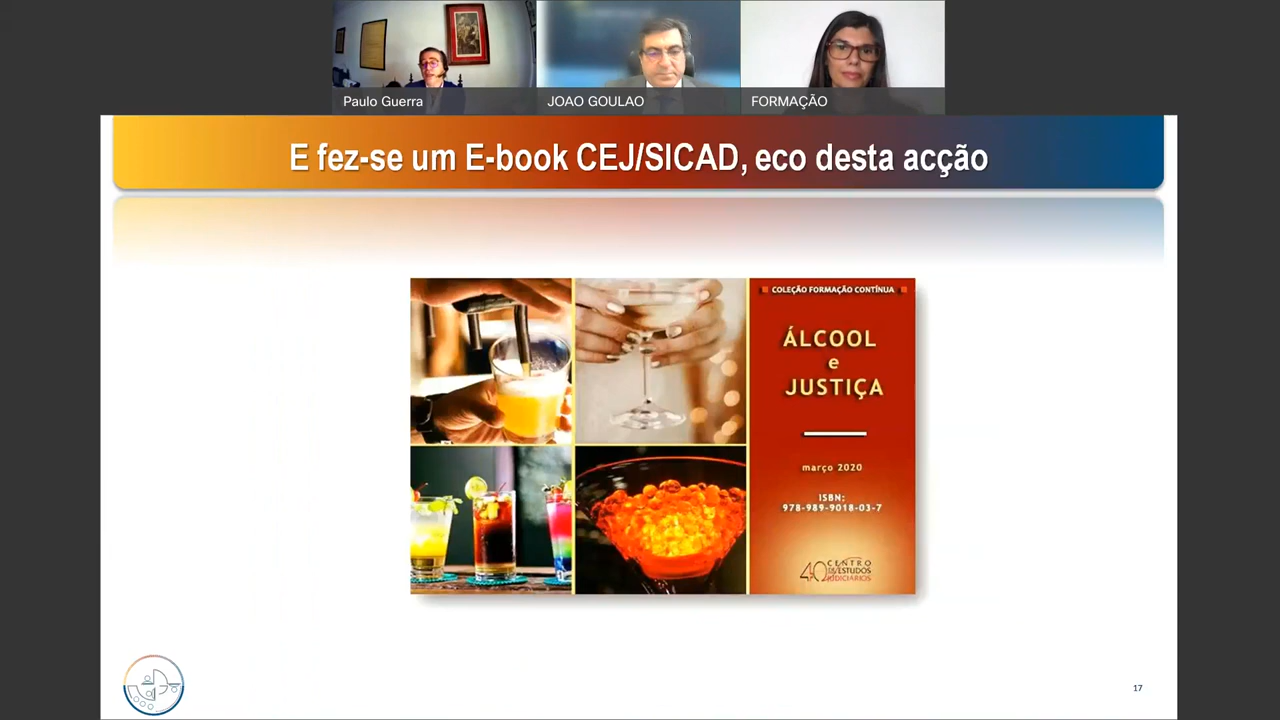 Paulo Guerra
JOAO GOULAO
FORMAÇÃO
E fez-se um E-book CEJ/SICAD, eco desta acção
COLEÇÃO FORMAÇÃO CONTÍNUA
ÁLCOOL
e
JUSTIÇA
março 2020
ISBN:
978-989-9018-03-7
40 CENTRO
DE ESTUDOS
JUDICIÁRIOS
17